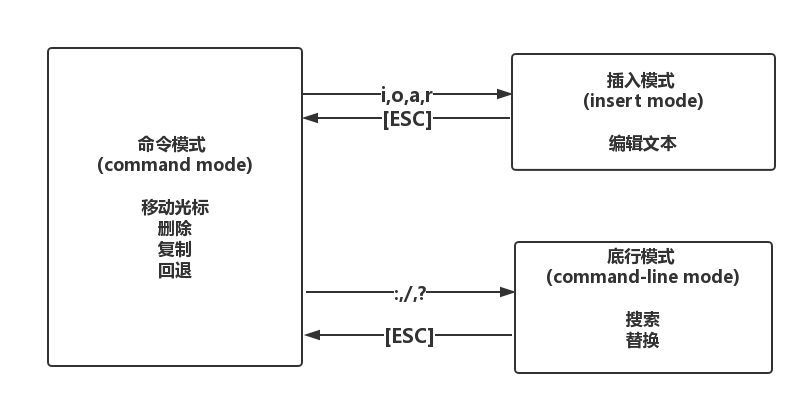 命令模式
(command mode)
移动光标
删除
复制
回退
i,o,a,r
[ESC]
插入模式
(insert mode)
编辑文本
:,/,?
[ESC]
底行模式
(command-line mode)
搜索
替换